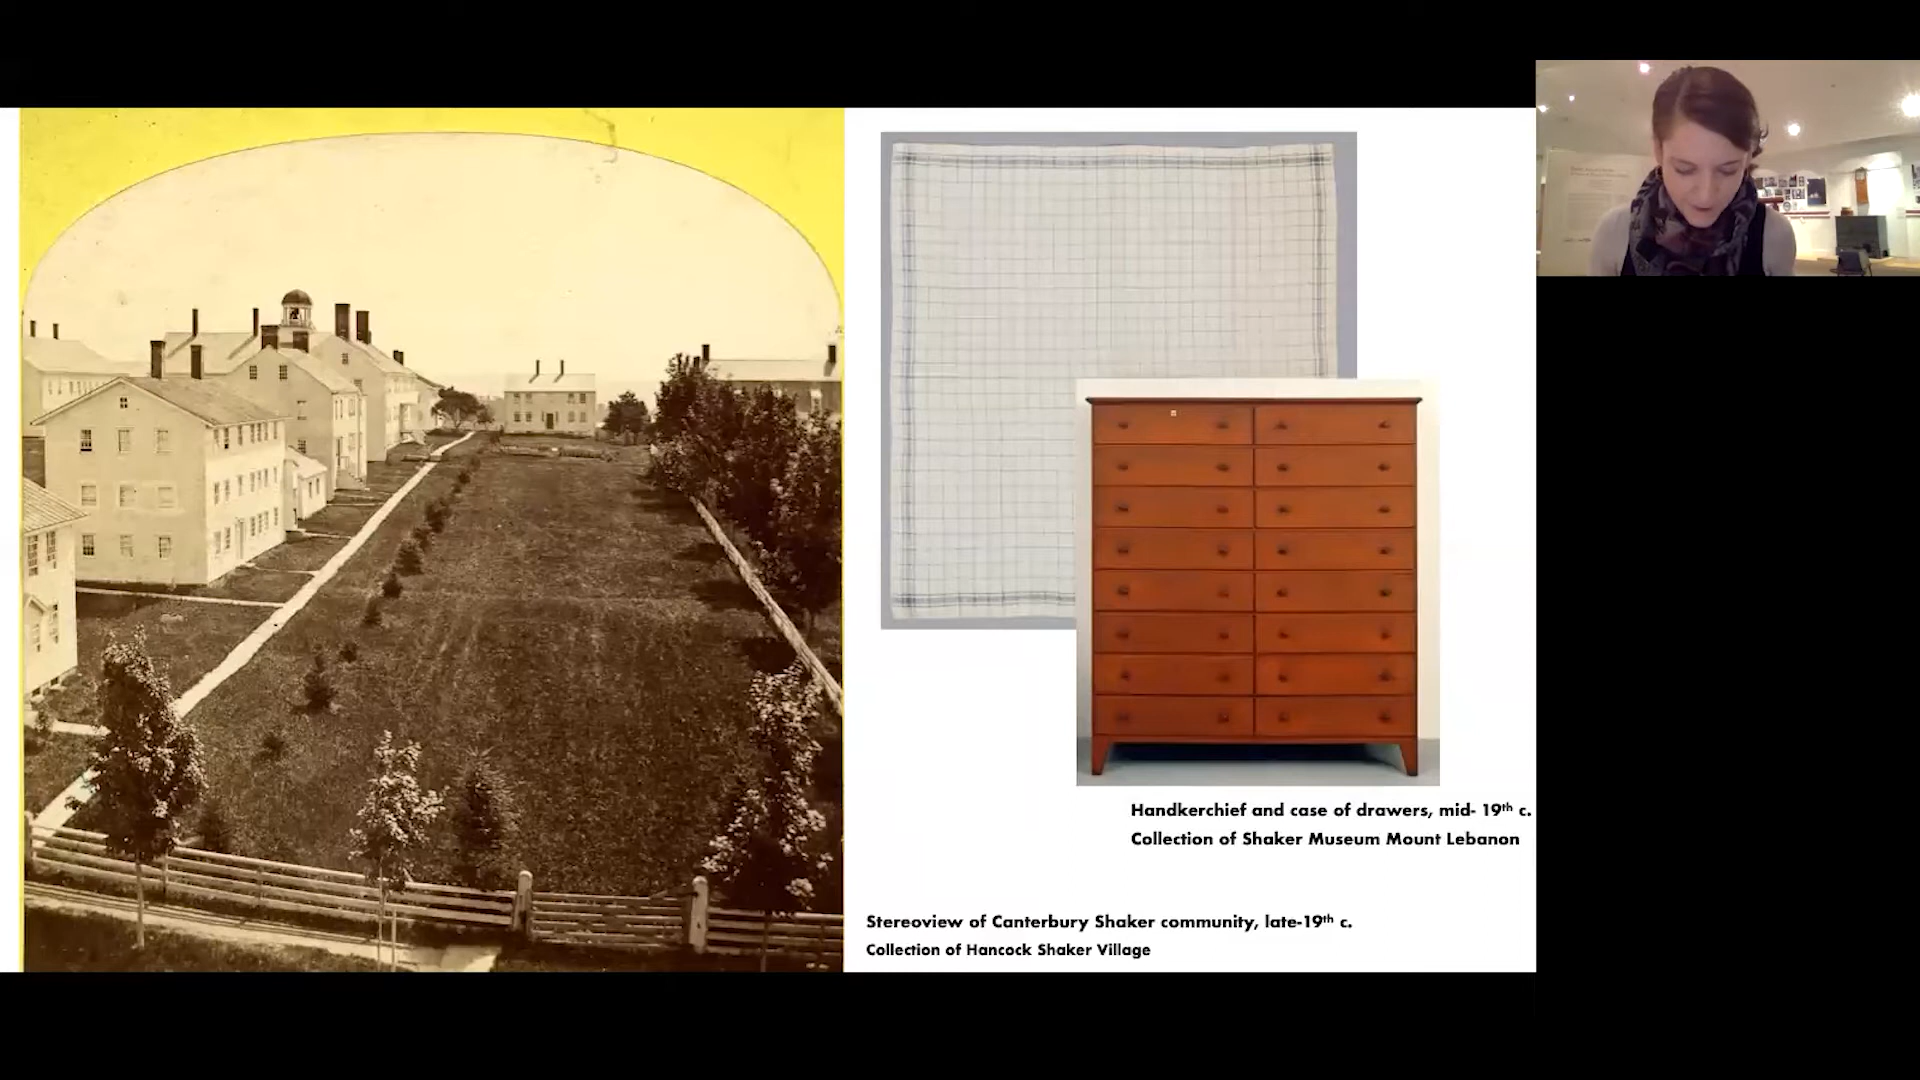 Handkerchief and case of drawers, mid- 19th c.
Collection of Shaker Museum Mount Lebanon
Stereoview of Canterbury Shaker community, late-19th c.
Collection of Hancock Shaker Village